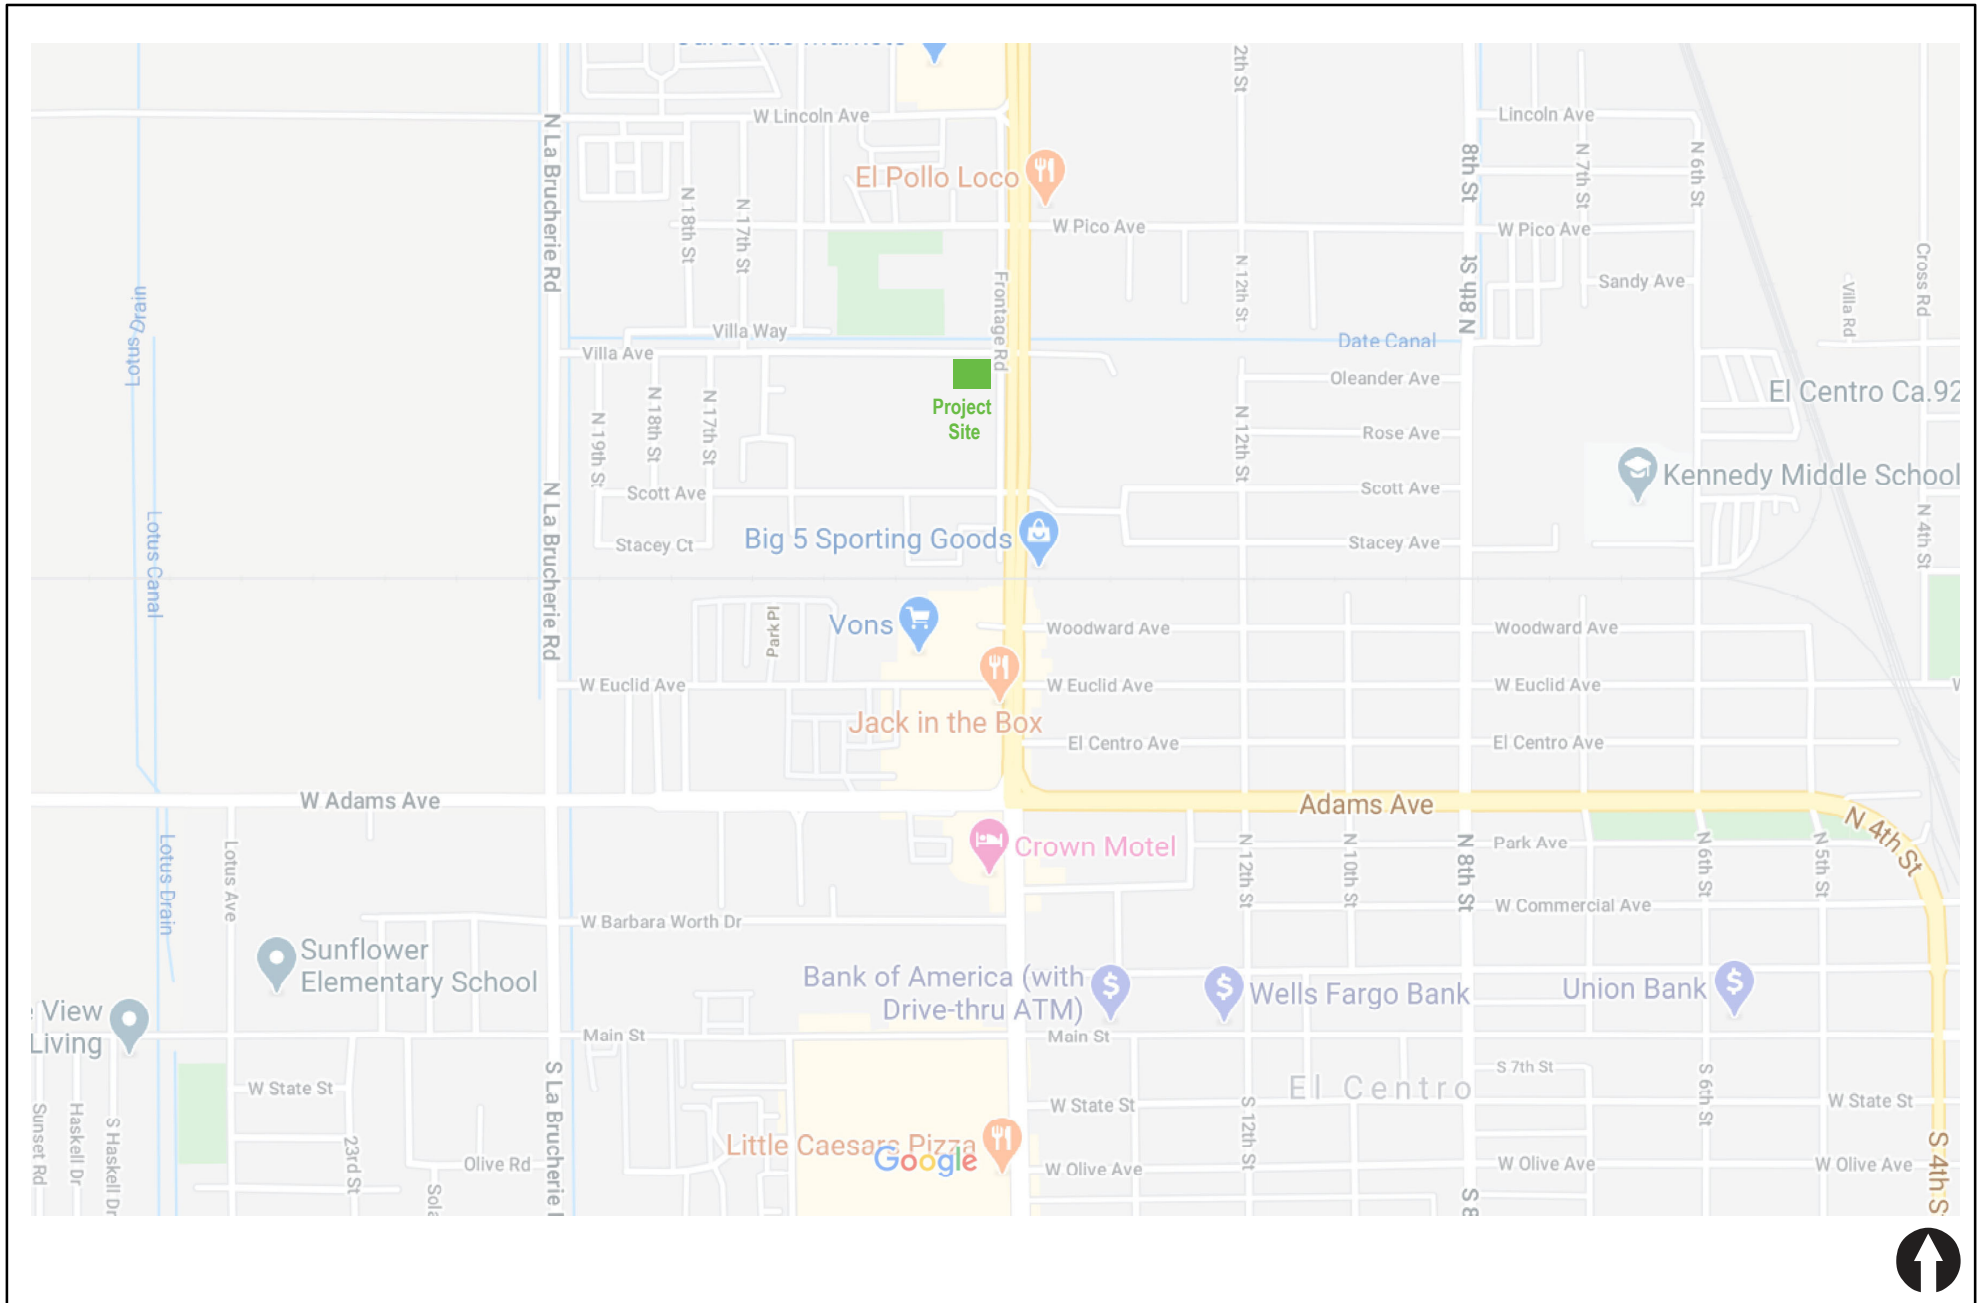 W Lincoln Ave
2th St
Lincoln Ave
N La Brucherie Rd
El Pollo Loco
8th St
N 7th St
N 6th St
N 18th St
N 17th St
W Pico Ave
W Pico Ave
Frontage Rd
N 12th St
N 8th St
Sandy Ave
Cross Rd
Villa Rd
Lotus Drain
Villa Way
Date Canal
Villa Ave
Oleander Ave
El Centro Ca.92
Project
Site
N 19th St
N 18th St
N 17th St
N 12th St
Rose Ave
Kennedy Middle School
N La Brucherie Rd
Scott Ave
Scott Ave
Lotus Canal
N 4th St
Big 5 Sporting Goods
Stacey Ct
Stacey Ave
Vons
Park Pl
Woodward Ave
Woodward Ave
W Euclid Ave
W Euclid Ave
W Euclid Ave
Jack in the Box
El Centro Ave
El Centro Ave
W Adams Ave
Adams Ave
N 4th St
Lotus Drain
Lotus Ave
Crown Motel
N 12th St
N 10th St
N 8th St
Park Ave
N 6th St
N 5th St
W Commercial Ave
W Barbara Worth Dr
Sunflower
Elementary School
Bank of America (with
Drive-thru ATM)
Wells Fargo Bank
Union Bank
View
Living
Main St
Main St
S La Brucherie
S 7th St
El Centro
W State St
W State St
W State St
S 6th St
Sunset Rd
Haskell Dr
S Haskell Dr
23rd St
Olive Rd
Sola
Little Caesars Pizza
Google
S 12th St
W Olive Ave
W Olive Ave
W Olive Ave
S 4th S
S 8